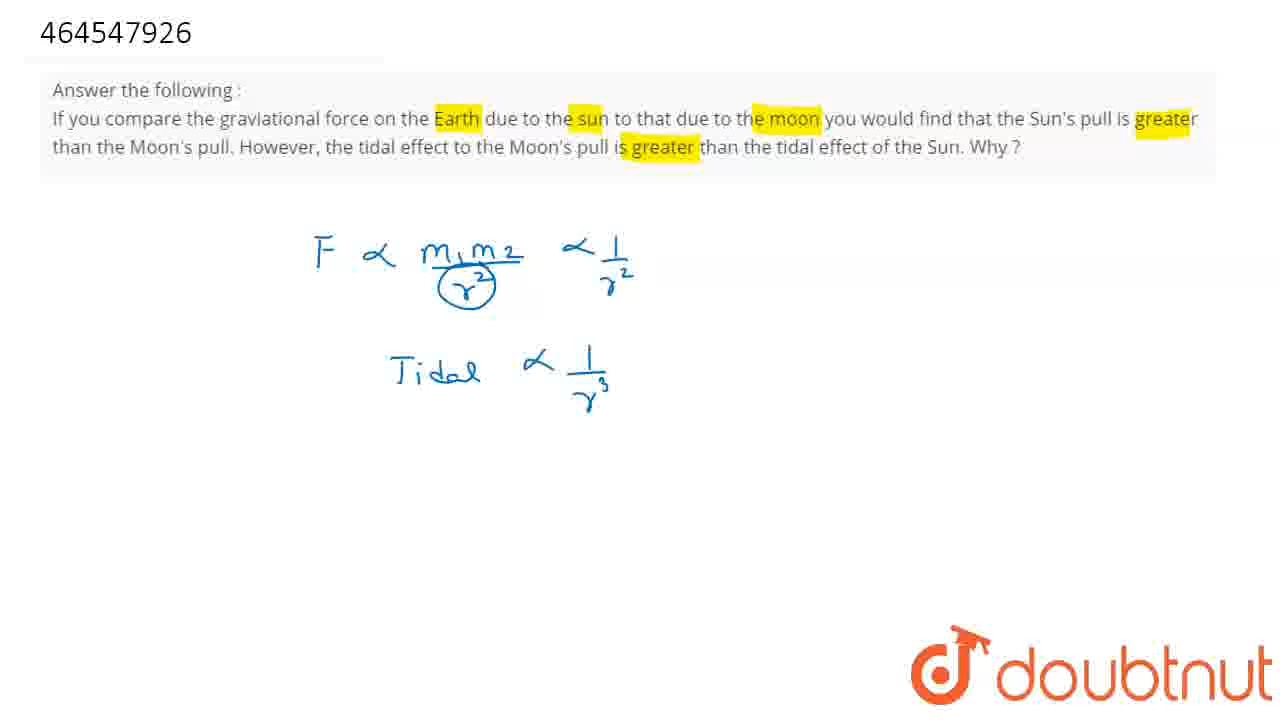 464547926
Answer the following :
If you compare the graviational force on the Earth due to the sun to that due to the moon you would find that the Sun's pull is greater
than the Moon's pull. However, the tidal effect to the Moon's pull is greater than the tidal effect of the Sun. Why ?
F ∝ m₁m₂/r² ∝ 1/r²
Tidal ∝ 1/r³
doubtnut